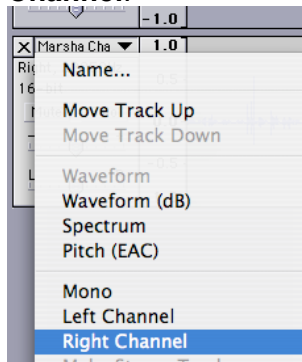 -1.0
Marsha Cha 1.0
Name...
Move Track Up
Move Track Down
Waveform
Waveform (dB)
Spectrum
Pitch (EAC)
Mono
Left Channel
Right Channel